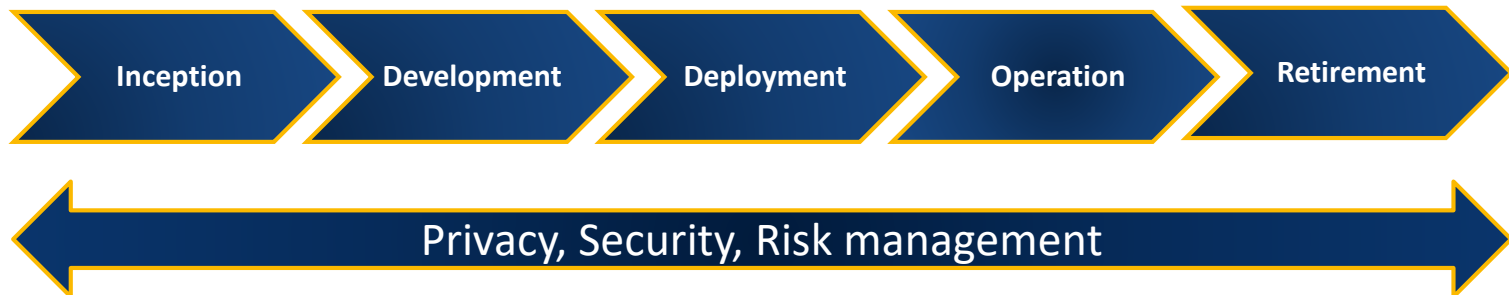 Inception
Development
Deployment
Operation
Retirement
Privacy, Security, Risk management